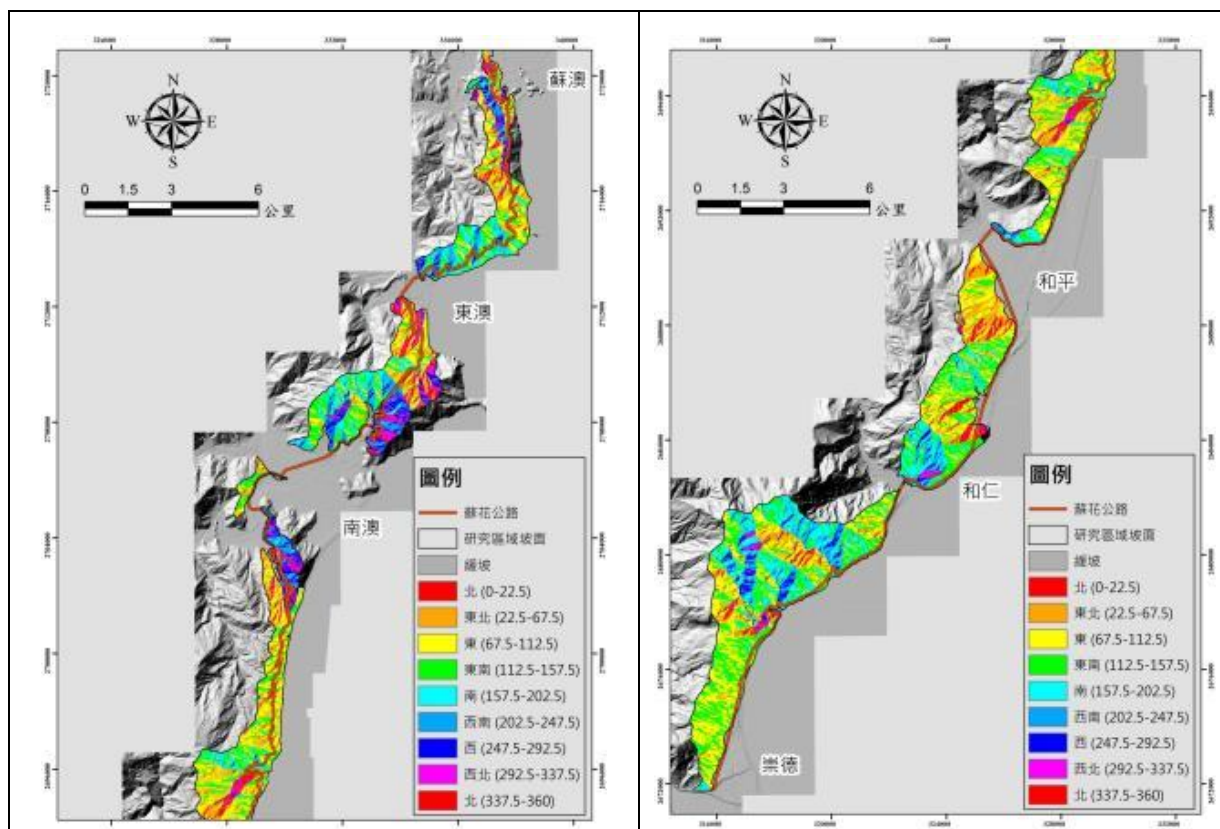 蘇澳
N
W E
S
0 1.5 3 6
公里
東澳
南澳
圖例
蘇花公路
研究區域坡面
緩坡
北 (0-22.5)
東北 (22.5-67.5)
東 (67.5-112.5)
東南 (112.5-157.5)
南 (157.5-202.5)
西南 (202.5-247.5)
西 (247.5-292.5)
西北 (292.5-337.5)
北 (337.5-360)
N
W E
S
0 1.5 3 6
公里
和平
和仁
崇德
圖例
蘇花公路
研究區域坡面
緩坡
北 (0-22.5)
東北 (22.5-67.5)
東 (67.5-112.5)
東南 (112.5-157.5)
南 (157.5-202.5)
西南 (202.5-247.5)
西 (247.5-292.5)
西北 (292.5-337.5)
北 (337.5-360)